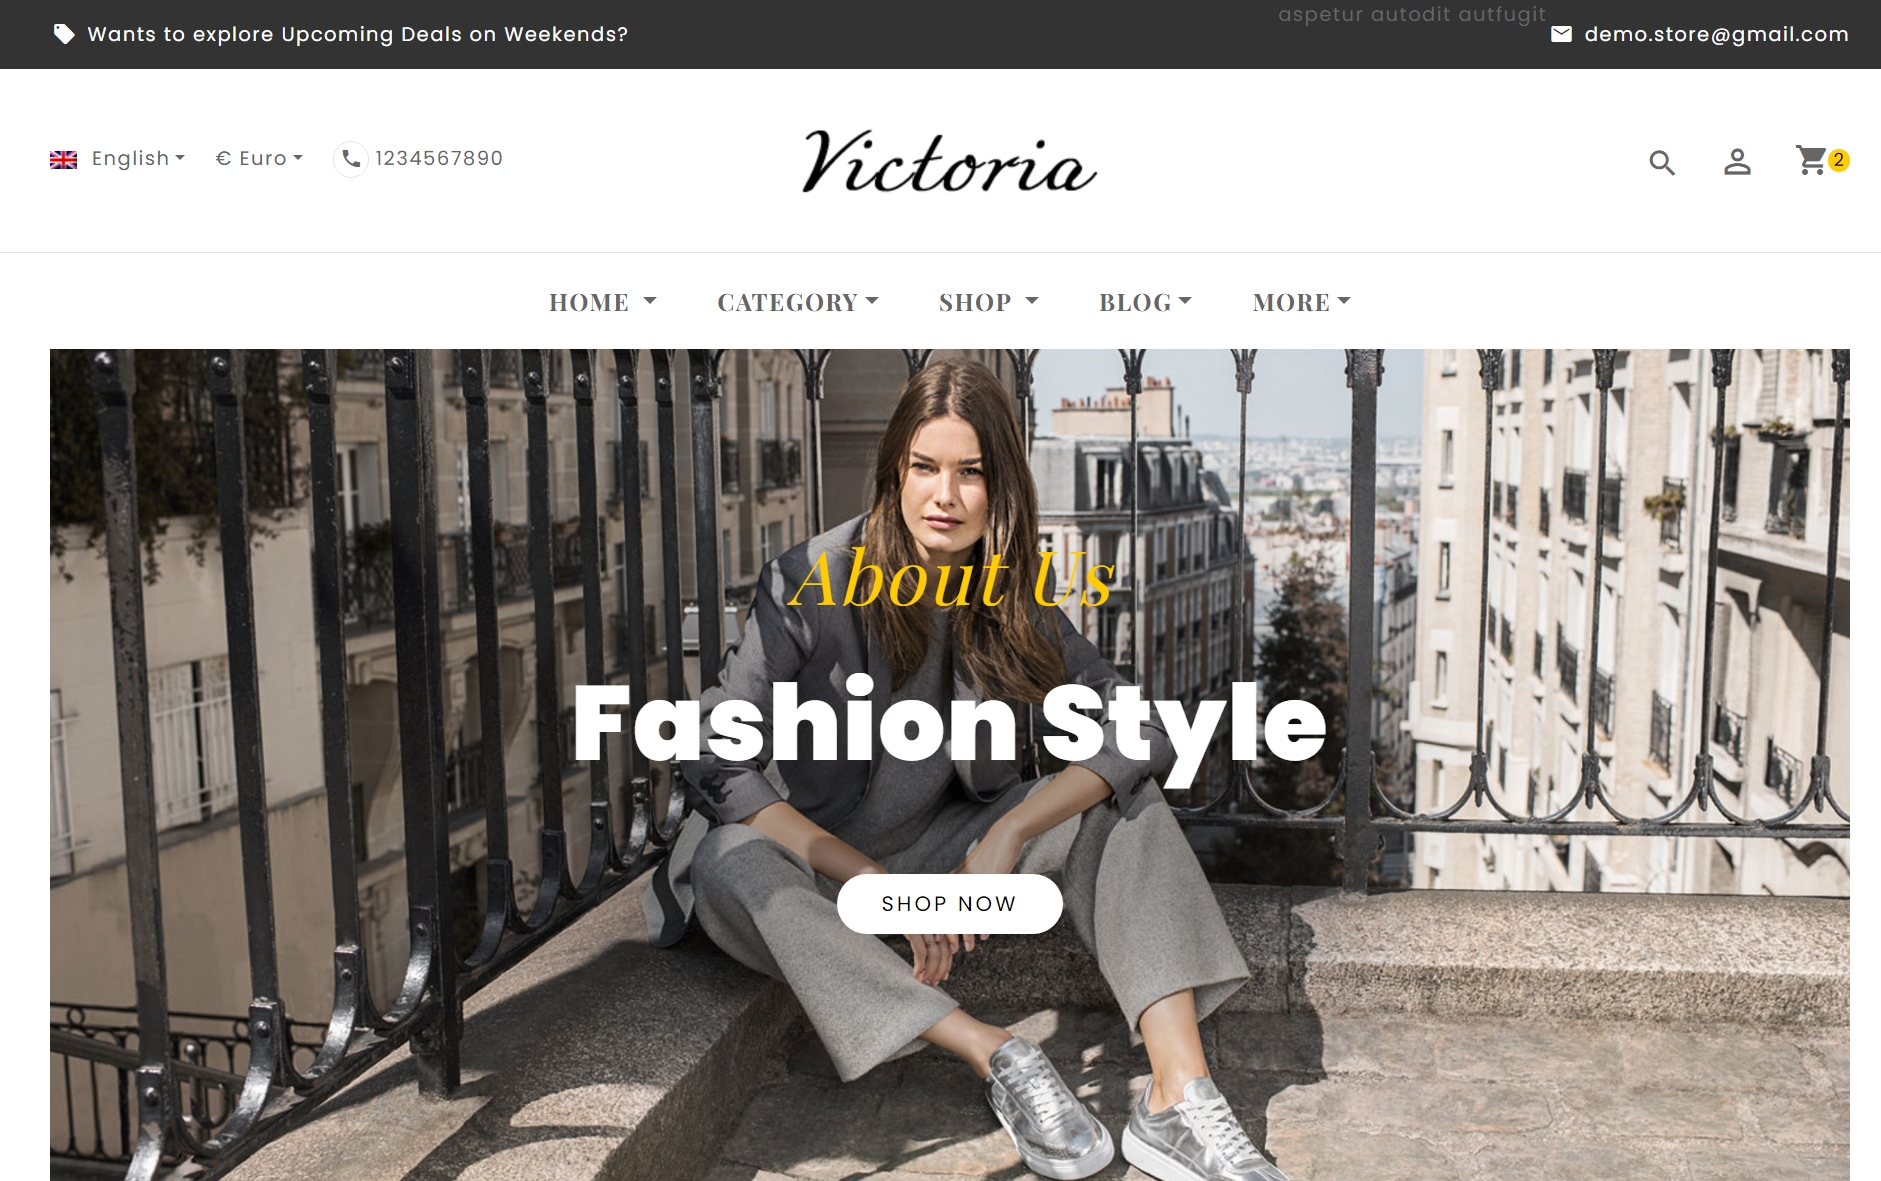 aspetur autodit autfugit
Wants to explore Upcoming Deals on Weekends?
demo.store@gmail.com
English
€ Euro
1234567890
Victoria
2
HOME
CATEGORY
SHOP
BLOG
MORE
About Us
Fashion Style
SHOP NOW